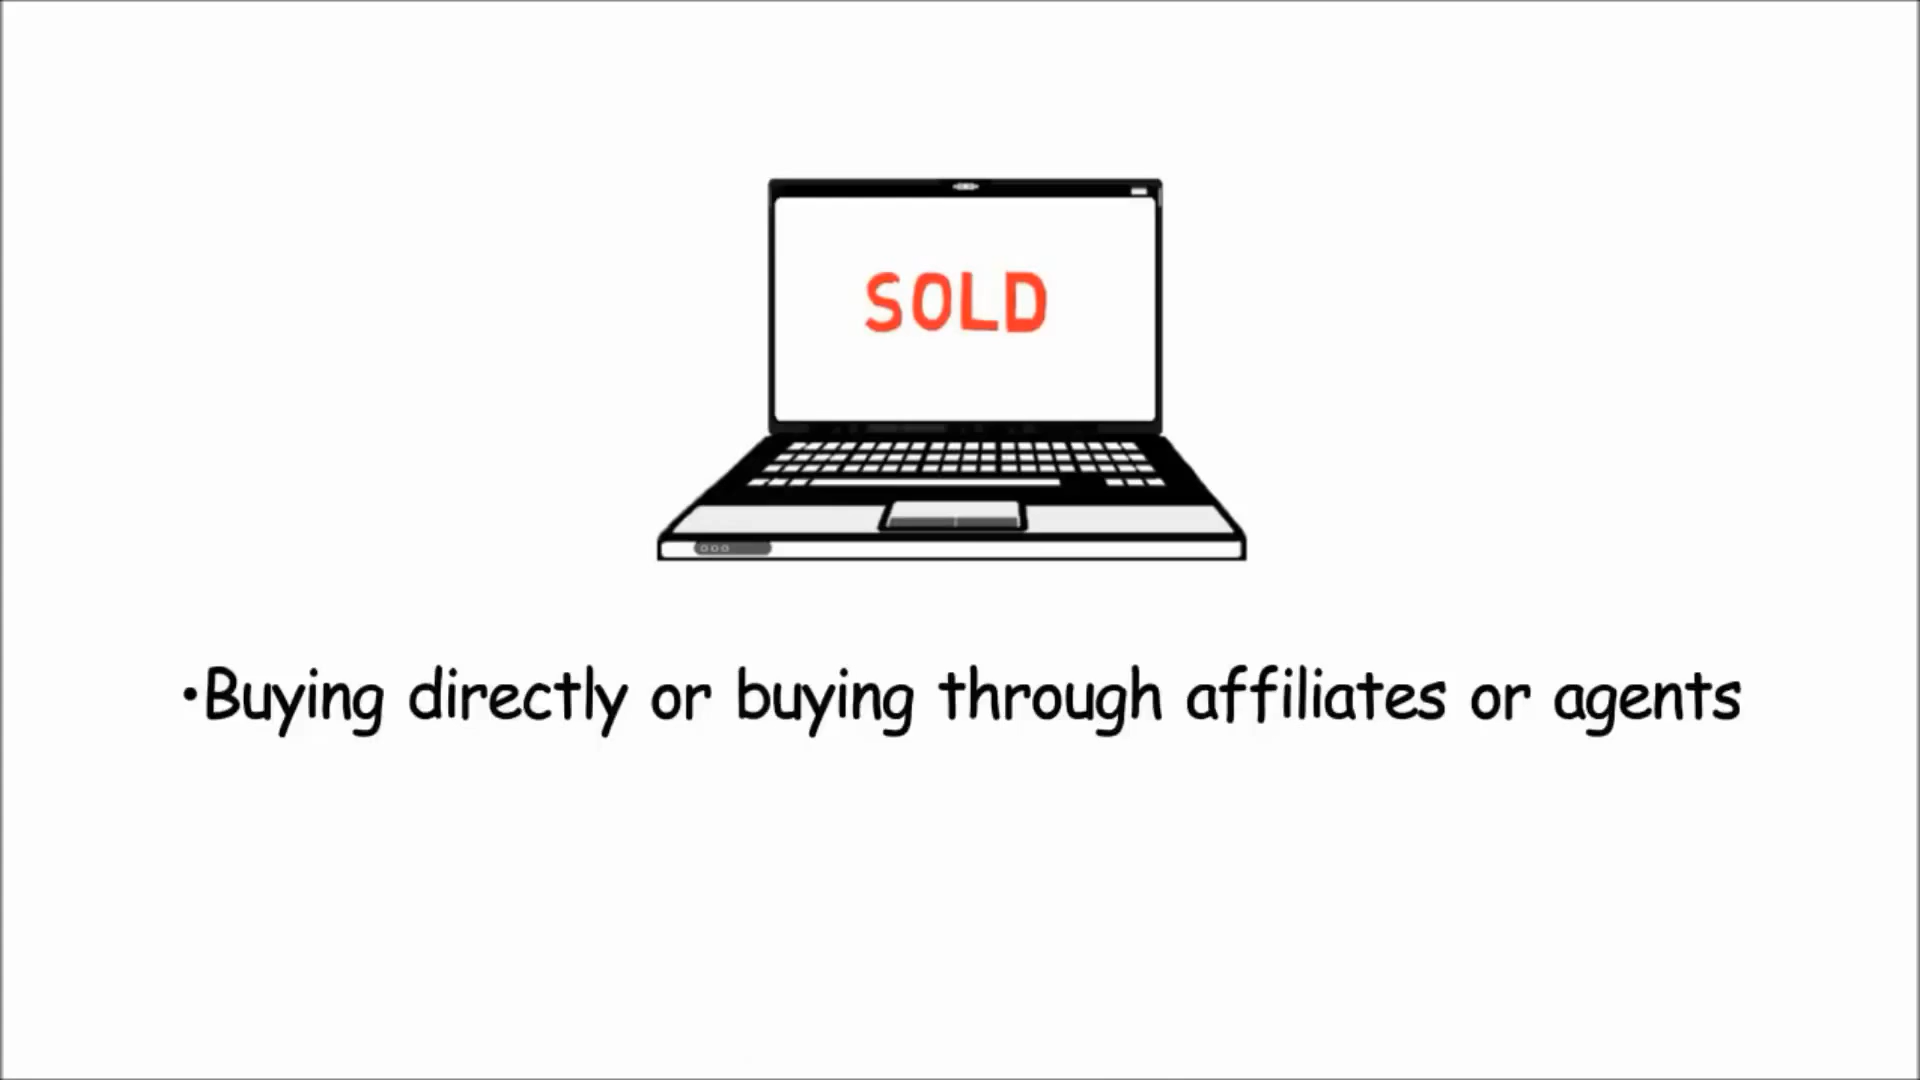 SOLD
•Buying directly or buying through affiliates or agents